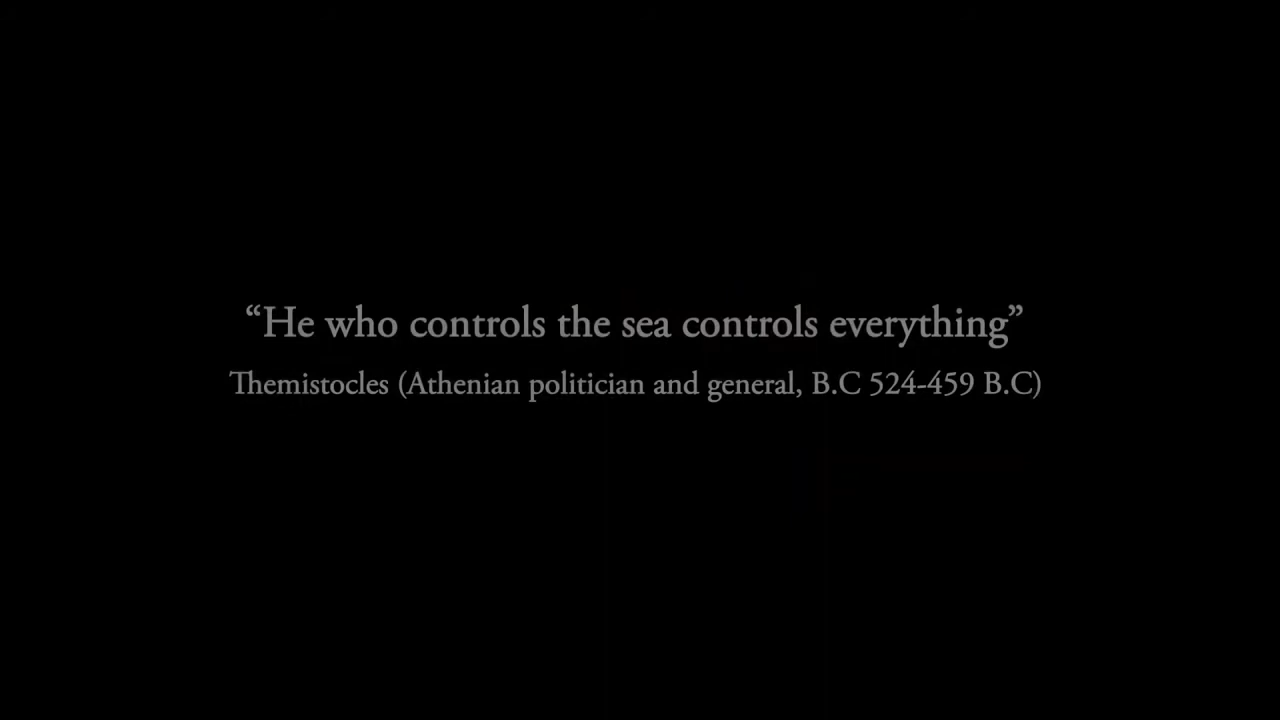 “He who controls the sea controls everything”
Themistocles (Athenian politician and general, B.C 524-459 B.C)